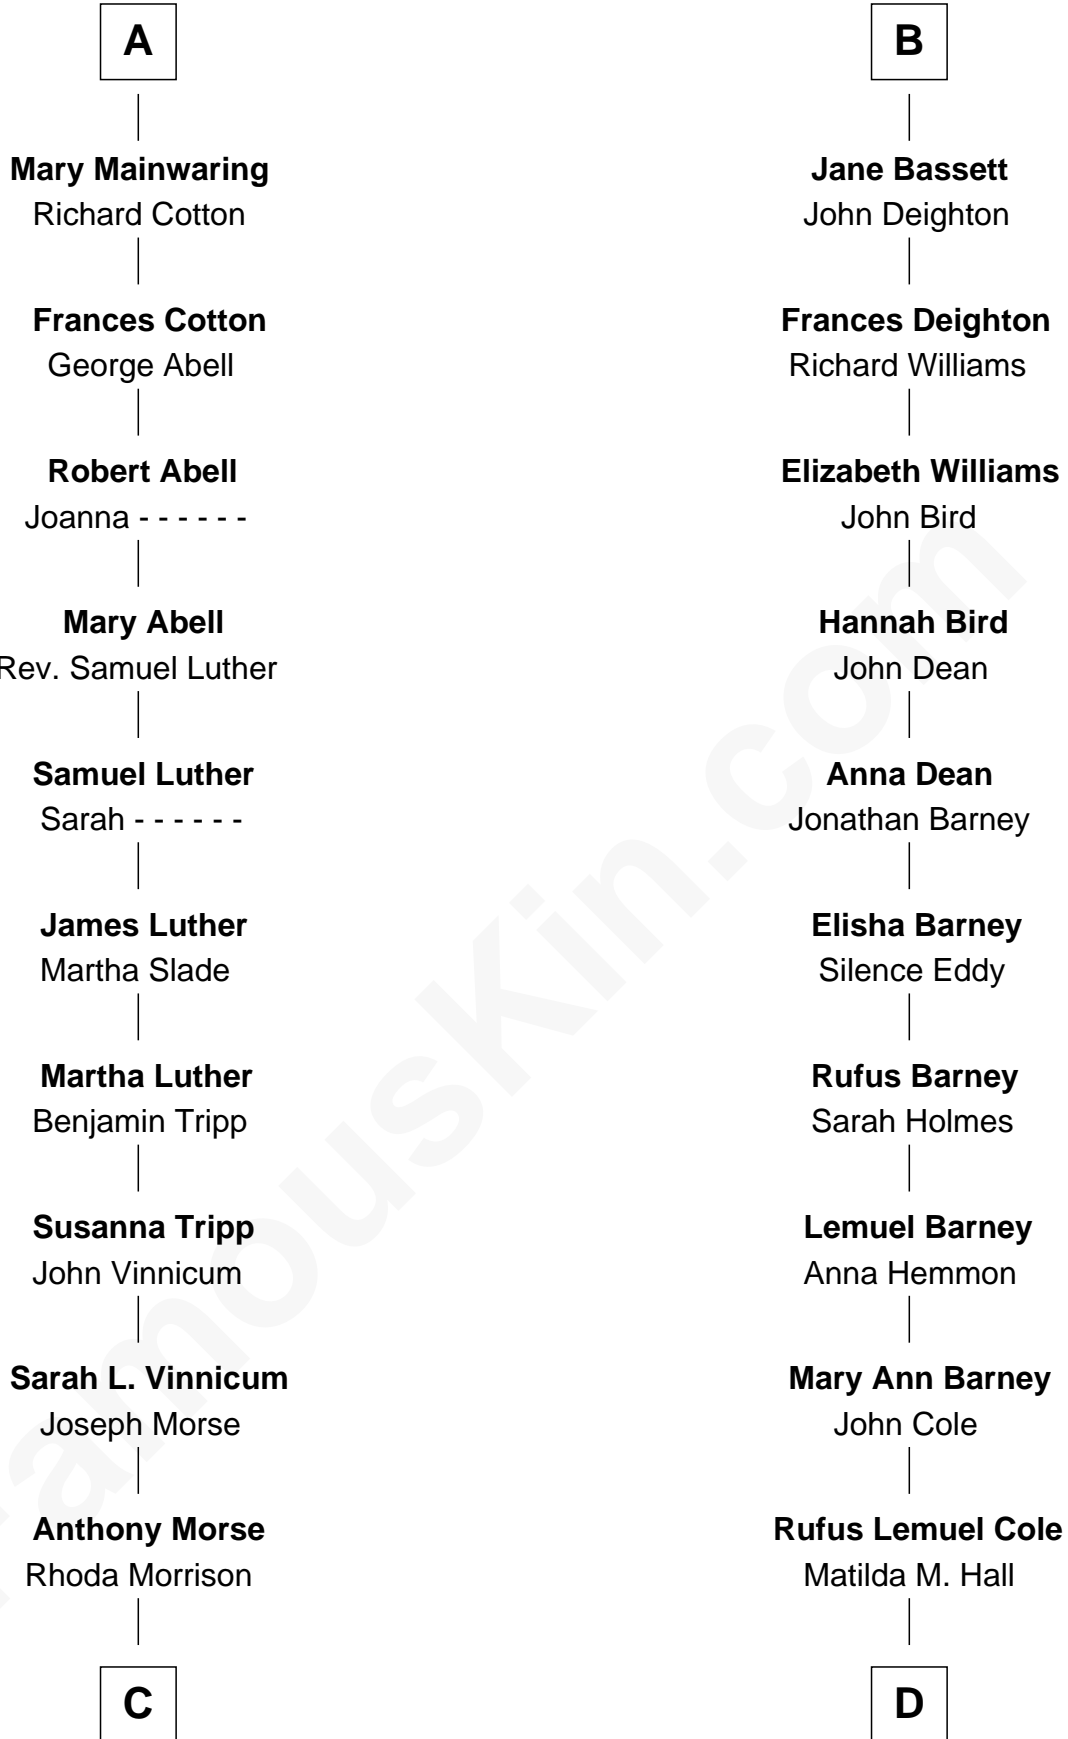 A
Mary Mainwaring
Richard Cotton
Frances Cotton
George Abell
Robert Abell
Joanna - - - - - -
Mary Abell
Rev. Samuel Luther
Samuel Luther
Sarah - - - - - -
James Luther
Martha Slade
Martha Luther
Benjamin Tripp
Susanna Tripp
John Vinnicum
Sarah L. Vinnicum
Joseph Morse
Anthony Morse
Rhoda Morrison
C
B
Jane Bassett
John Deighton
Frances Deighton
Richard Williams
Elizabeth Williams
John Bird
Hannah Bird
John Dean
Anna Dean
Jonathan Barney
Elisha Barney
Silence Eddy
Rufus Barney
Sarah Holmes
Lemuel Barney
Anna Hemmon
Mary Ann Barney
John Cole
Rufus Lemuel Cole
Matilda M. Hall
D
FamousKin.com